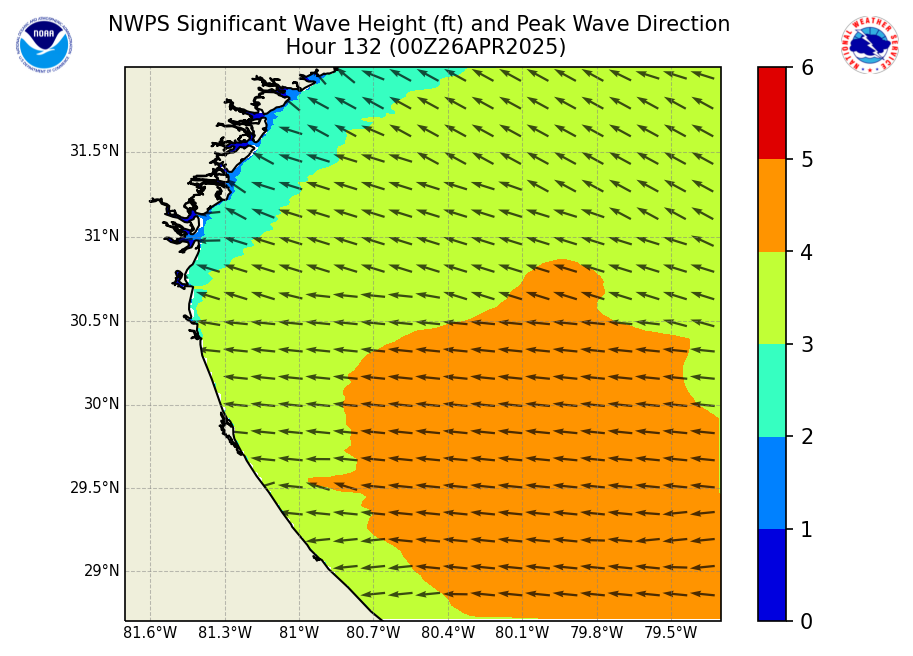 NWPS Significant Wave Height (ft) and Peak Wave Direction
Hour 132 (00Z26APR2025)
NOAA
NATIONAL WEATHER SERVICE
31.5°N
31°N
30.5°N
30°N
29.5°N
29°N
81.6°W 81.3°W 81°W 80.7°W 80.4°W 80.1°W 79.8°W 79.5°W
6
5
4
3
2
1
0